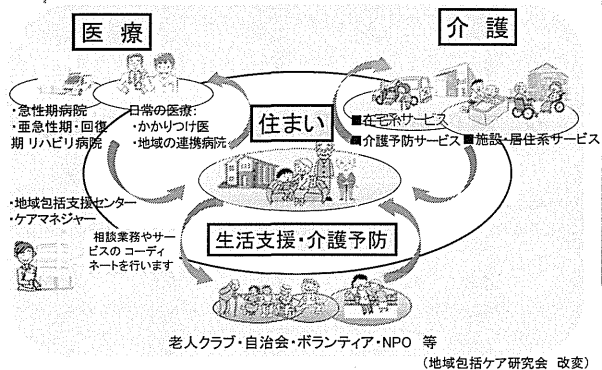 医療
介護
・急性期病院
・亜急性期・回復
期 リハビリ病院
日常の医療:
・かかりつけ医
・地域の連携病院
住まい
■在宅系サービス
■介護予防サービス
■施設・居住系サービス
・地域包括支援センター
・ケアマネジャー
相談業務やサー
ビスの コーディ
ネートを行います
生活支援・介護予防
老人クラブ・自治会・ボランティア・NPO 等
(地域包括ケア研究会 改変)